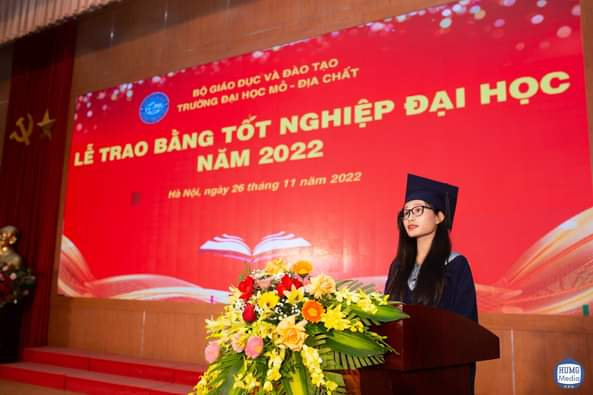 BỘ GIÁO DỤC VÀ ĐÀO TẠO
TRƯỜNG ĐẠI HỌC MỎ - ĐỊA CHẤT
LỄ TRAO BẰNG TỐT NGHIỆP ĐẠI HỌC
NĂM 2022
Hà Nội, ngày 26 tháng 11 năm 2022
HUMG
Media